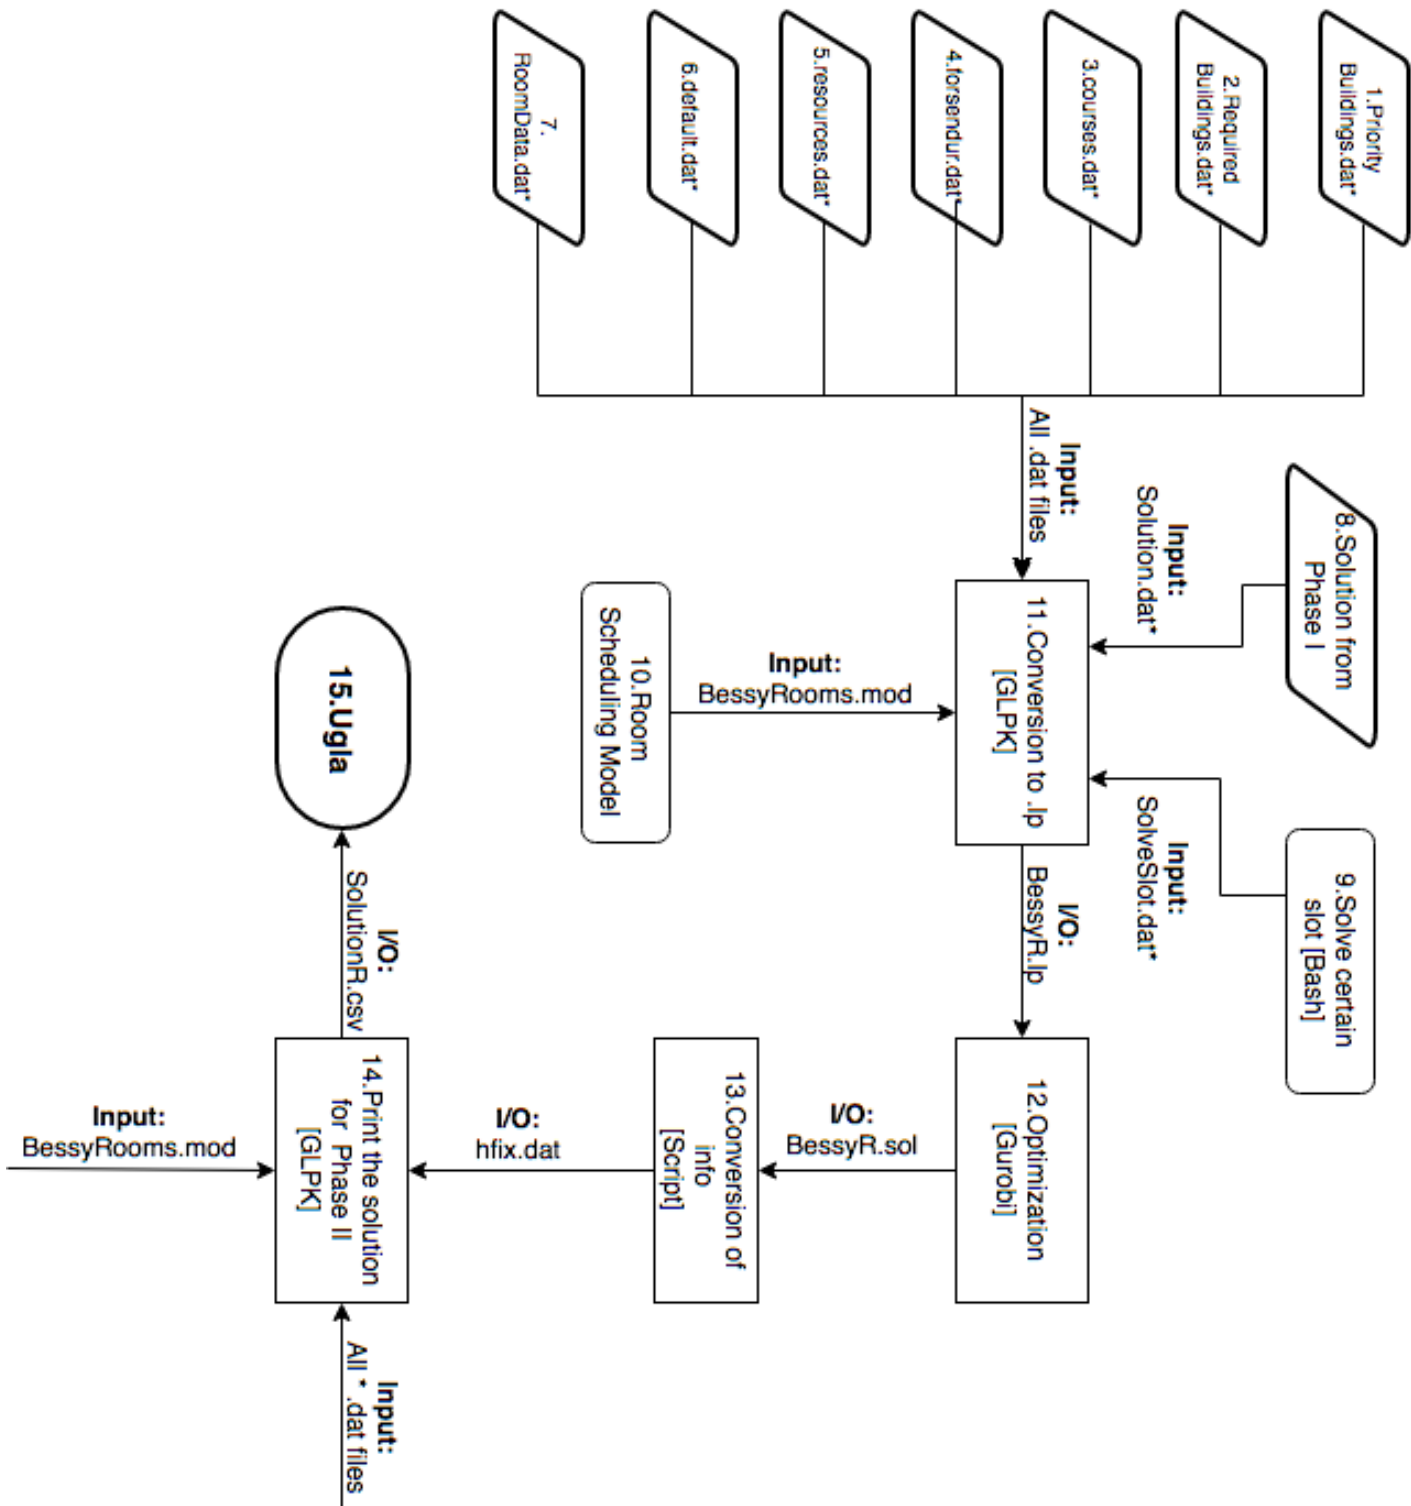 1.Priority
Buildings.dat*
2.Required
Buildings.dat*
3.courses.dat*
4.forsendur.dat*
5.resources.dat*
6.default.dat*
7.
RoomData.dat*
Input:
All .dat files
8.Solution from
Phase I
Input:
Solution.dat*
9.Solve certain
slot [Bash]
Input:
SolveSlot.dat*
10.Room
Scheduling Model
Input:
BessyRooms.mod
11.Conversion to .lp
[GLPK]
I/O:
BessyR.lp
12.Optimization
[Gurobi]
I/O:
BessyR.sol
13.Conversion of
info
[Script]
I/O:
hfix.dat
14.Print the solution
for Phase II
[GLPK]
Input:
BessyRooms.mod
Input:
All * .dat files
I/O:
SolutionR.csv
15.Ugla